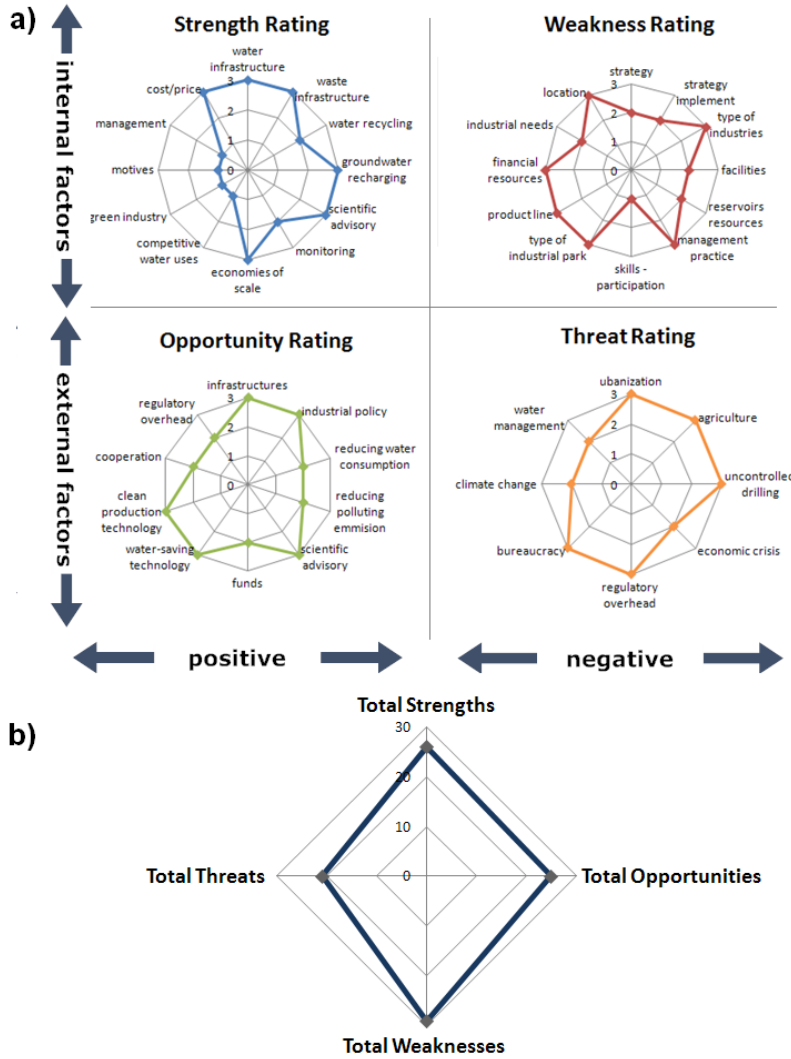 a)
internal factors
external factors
Strength Rating
water
infrastructure
waste
infrastructure
water recycling
groundwater
recharging
scientific
advisory
monitoring
economies of
scale
competitive
water uses
green industry
motives
management
cost/price
3
2
1
0
Weakness Rating
strategy
strategy
implement
type of
industries
facilities
reservoirs
resources
management
practice
skills -
participation
type of
industrial park
product line
financial
resources
industrial needs
location
3
2
1
0
Opportunity Rating
infrastructures
industrial policy
reducing water
consumption
reducing
polluting
emmision
scientific
advisory
funds
water-saving
technology
clean
production
technology
cooperation
regulatory
overhead
3
2
1
0
Threat Rating
ubanization
agriculture
uncontrolled
drilling
economic crisis
regulatory
overhead
bureaucracy
climate change
water
management
3
2
1
0
positive
negative
b)
Total Strengths
30
20
10
0
Total Threats
Total Opportunities
Total Weaknesses